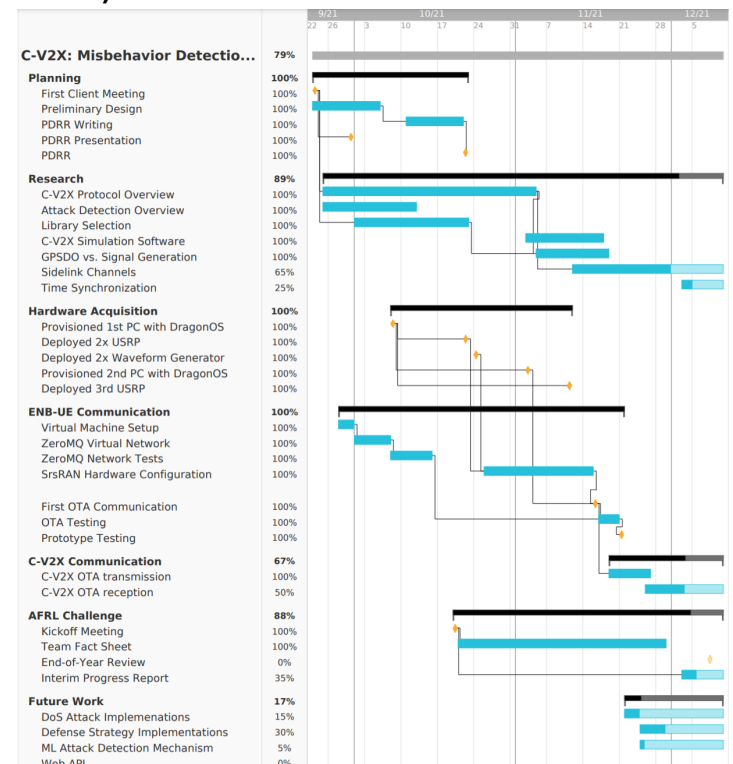 9/21 10/21 11/21 12/21
22 26 3 10 17 24 31 7 14 21 28 5
C-V2X: Misbehavior Detectio... 79%
Planning 100%
First Client Meeting 100%
Preliminary Design 100%
PDRR Writing 100%
PDRR Presentation 100%
PDRR 100%
Research 89%
C-V2X Protocol Overview 100%
Attack Detection Overview 100%
Library Selection 100%
C-V2X Simulation Software 100%
GPSDO vs. Signal Generation 100%
Sidelink Channels 65%
Time Synchronization 25%
Hardware Acquisition 100%
Provisioned 1st PC with DragonOS 100%
Deployed 2x USRP 100%
Deployed 2x Waveform Generator 100%
Provisioned 2nd PC with DragonOS 100%
Deployed 3rd USRP 100%
ENB-UE Communication 100%
Virtual Machine Setup 100%
ZeroMQ Virtual Network 100%
ZeroMQ Network Tests 100%
SrsRAN Hardware Configuration 100%
First OTA Communication 100%
OTA Testing 100%
Prototype Testing 100%
C-V2X Communication 67%
C-V2X OTA transmission 100%
C-V2X OTA reception 50%
AFRL Challenge 88%
Kickoff Meeting 100%
Team Fact Sheet 100%
End-of-Year Review 0%
Interim Progress Report 35%
Future Work 17%
DoS Attack Implemenations 15%
Defense Strategy Implementations 30%
ML Attack Detection Mechanism 5%
Web API 0%